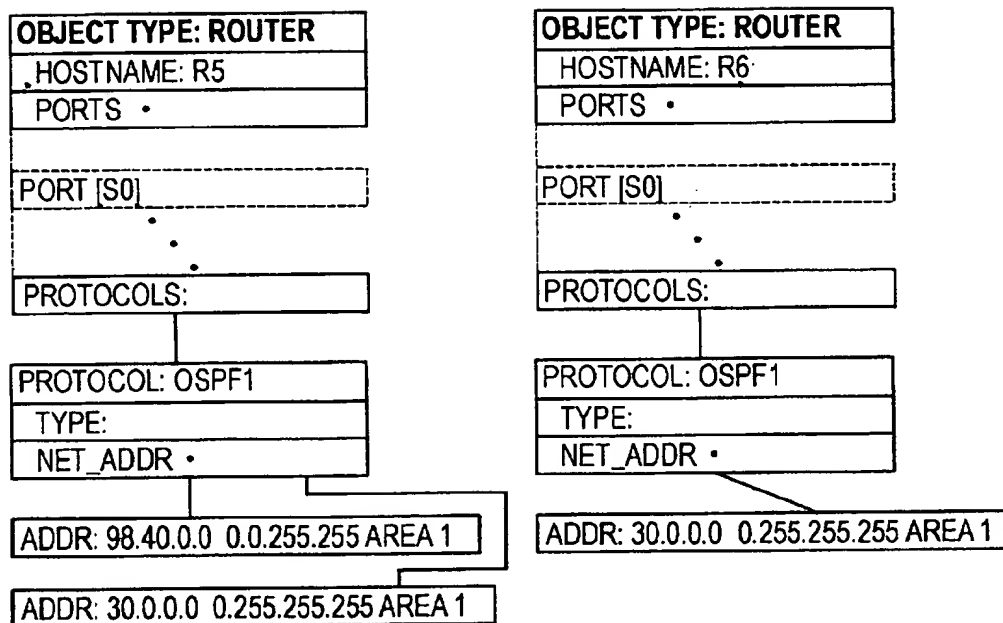 OBJECT TYPE: ROUTER
HOSTNAME: R5
PORTS
PORT [S0]
PROTOCOLS:
PROTOCOL: OSPF1
TYPE:
NET_ADDR
ADDR: 98.40.0.0 0.0.255.255 AREA 1
ADDR: 30.0.0.0 0.255.255.255 AREA 1
OBJECT TYPE: ROUTER
HOSTNAME: R6
PORTS
PORT [S0]
PROTOCOLS:
PROTOCOL: OSPF1
TYPE:
NET_ADDR
ADDR: 30.0.0.0 0.255.255.255 AREA 1